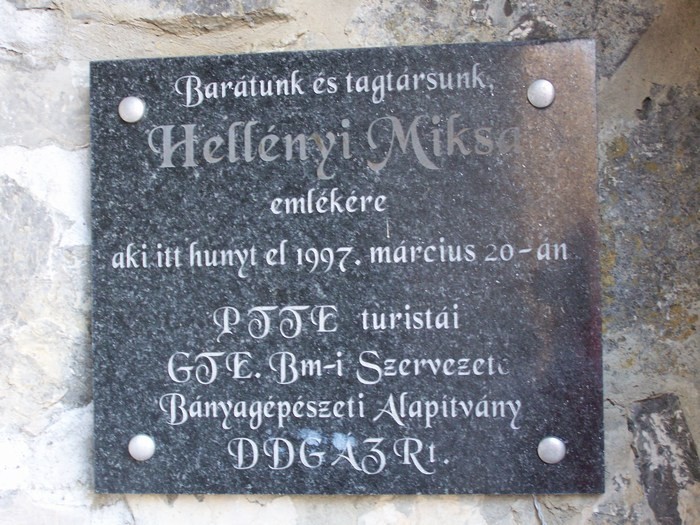 Barátunk és tagtársunk,
Hellényi Miksa
emlékére
aki itt hunyt el 1997. március 20-án
PTTE turistái
GTE. Bm-i Szervezete
Bányagépészeti Alapítvány
DDGÁZ Rt.